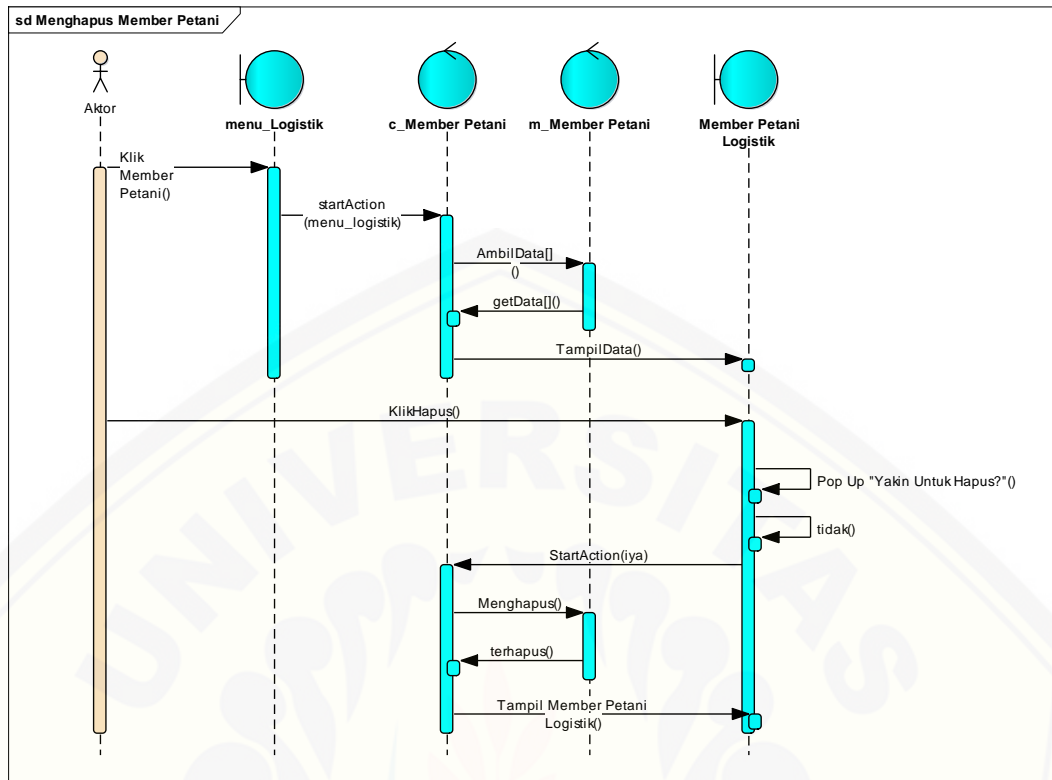 sd Menghapus Member Petani
Aktor
menu_Logistik
c_Member Petani
m_Member Petani
Member Petani
Logistik
Klik
Member
Petani()
startAction
(menu_logistik)
AmbilData[]
()
getData[]()
TampilData()
KlikHapus()
Pop Up "Yakin Untuk Hapus?"()
tidak()
StartAction(iya)
Menghapus()
terhapus()
Tampil Member Petani
Logistik()
UNIVERSITAS